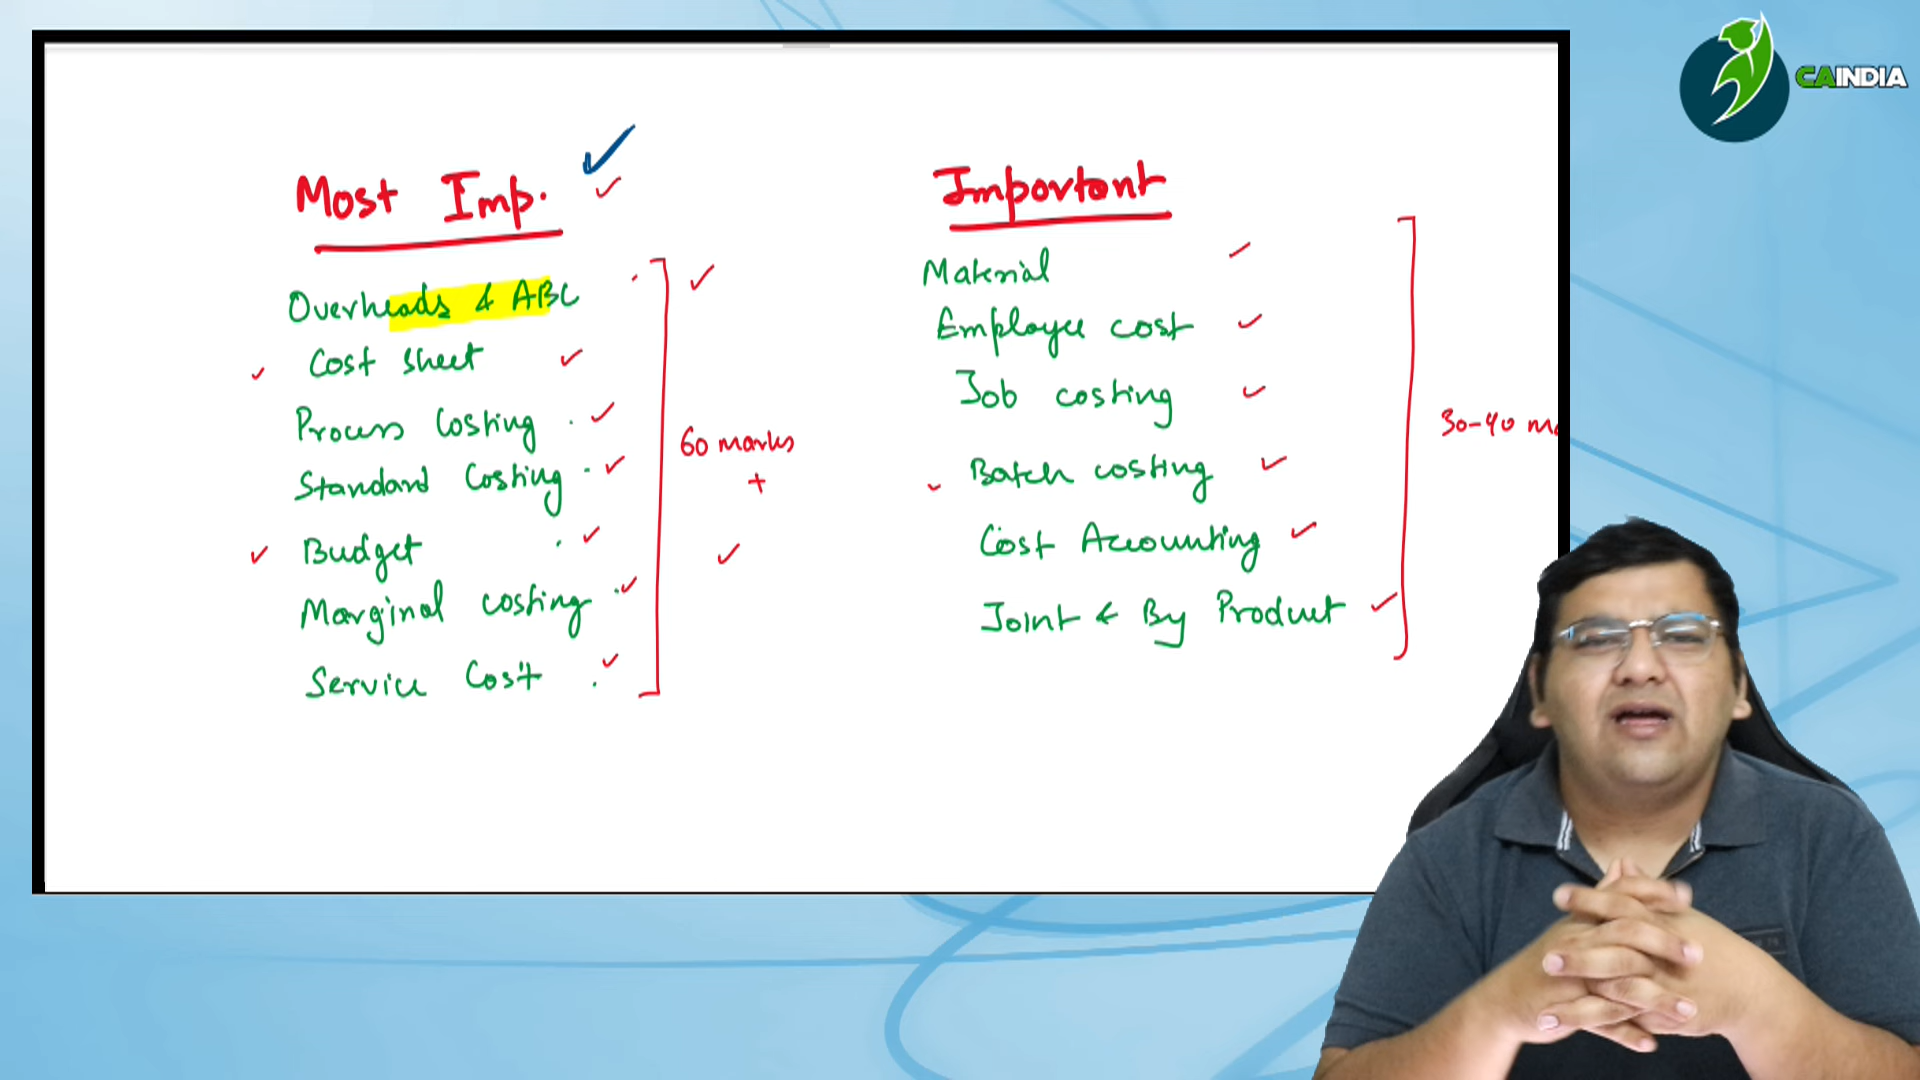 CAINDIA
Most Imp.
Overheads & ABC
Cost sheet
Process Costing
Standard Costing
Budget
Marginal costing
Service Cost
60 marks
+
Important
Material
Employee cost
Job costing
Batch costing
Cost Accounting
Joint & By Product
30-40 ma